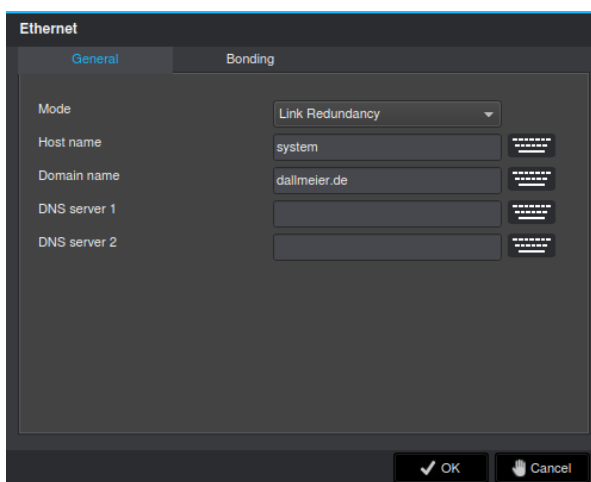 Ethernet
General Bonding
Mode Link Redundancy
Host name system
Domain name dallmeier.de
DNS server 1
DNS server 2
OK Cancel